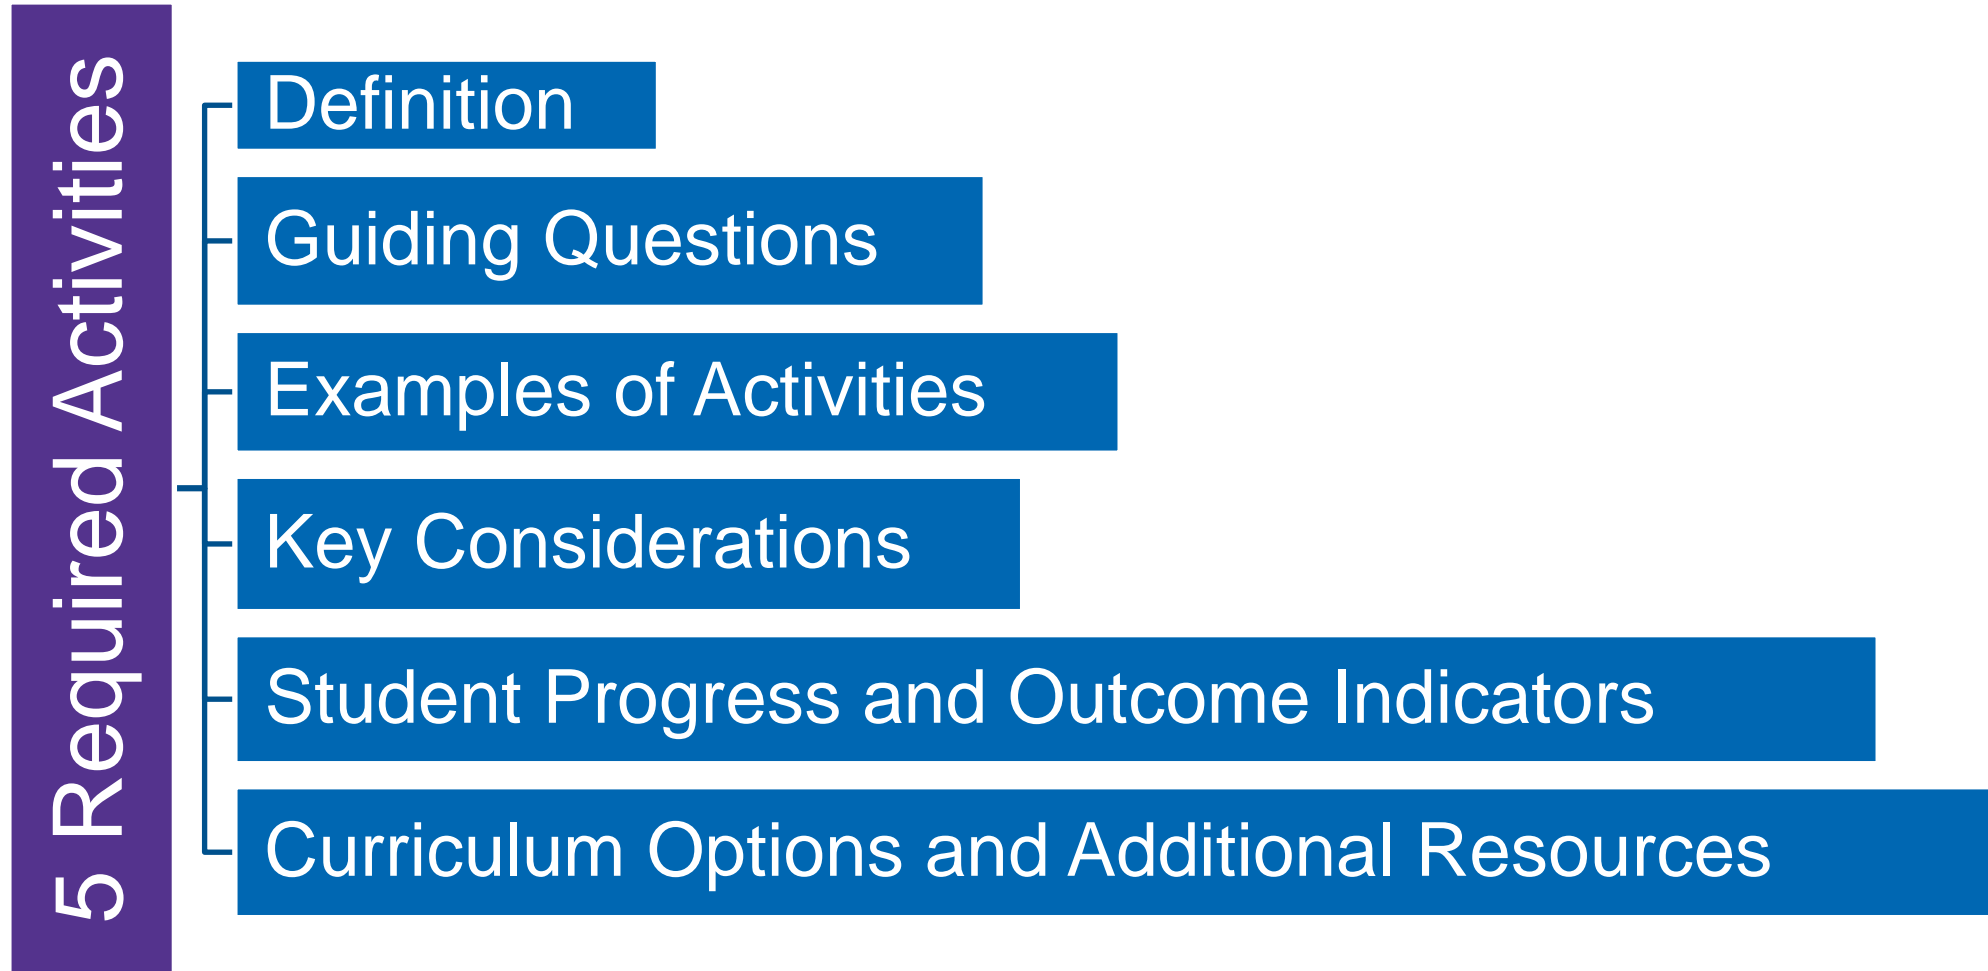 5 Required Activities
Definition
Guiding Questions
Examples of Activities
Key Considerations
Student Progress and Outcome Indicators
Curriculum Options and Additional Resources